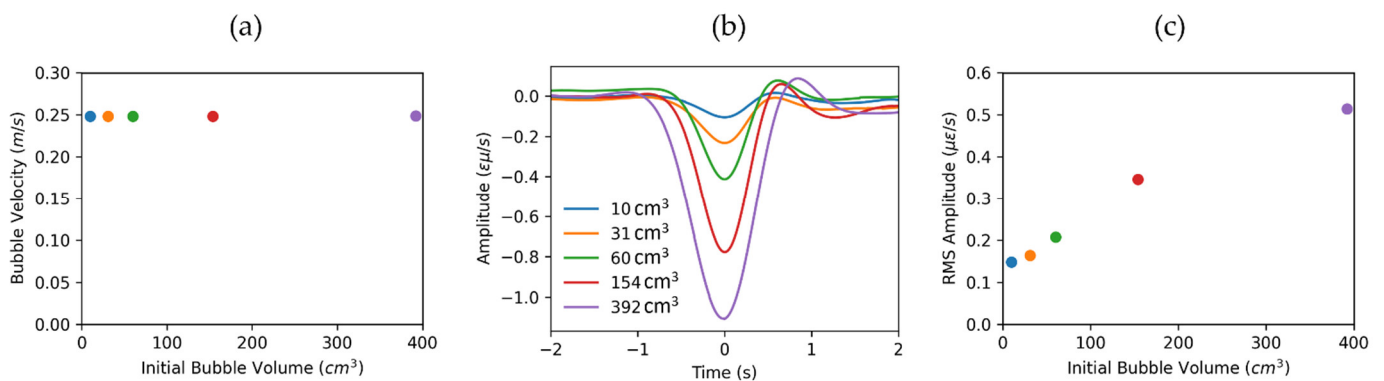 (a)
0.30
0.25
0.20
0.15
0.10
0.05
0.00
Bubble Velocity (m/s)
0 100 200 300 400
Initial Bubble Volume (cm³)
(b)
0.0
−0.2
−0.4
−0.6
−0.8
−1.0
Amplitude (εμ/s)
10 cm³
31 cm³
60 cm³
154 cm³
392 cm³
−2 −1 0 1 2
Time (s)
(c)
0.6
0.5
0.4
0.3
0.2
0.1
0.0
RMS Amplitude (με/s)
0 100 200 300 400
Initial Bubble Volume (cm³)